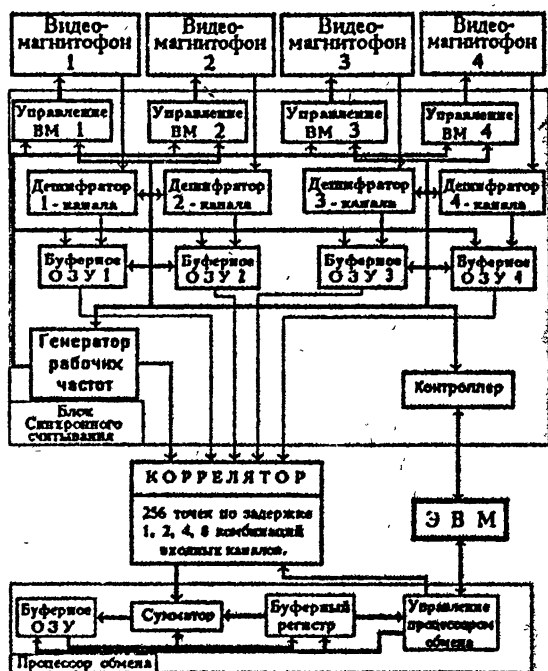 Видео-
магнитофон
1
Видео-
магнитофон
2
Видео-
магнитофон
3
Видео-
магнитофон
4
Управление
ВМ 1
Управление
ВМ 2
Управление
ВМ 3
Управление
ВМ 4
Дешифратор
1 - канала
Дешифратор
2 - канала
Дешифратор
3 - канала
Дешифратор
4 - канала
Буферное
ОЗУ 1
Буферное
ОЗУ 2
Буферное
ОЗУ 3
Буферное
ОЗУ 4
Генератор
рабочих
частот
Контроллер
Блок
Синхронного
считывания
КОРРЕЛЯТОР
256 точек по задержке
1, 2, 4, 8 комбинаций
входных каналов.
ЭВМ
Буферное
ОЗУ
Сумматор
Буферный
регистр
Управление
процессором
обмена
Процессор обмена